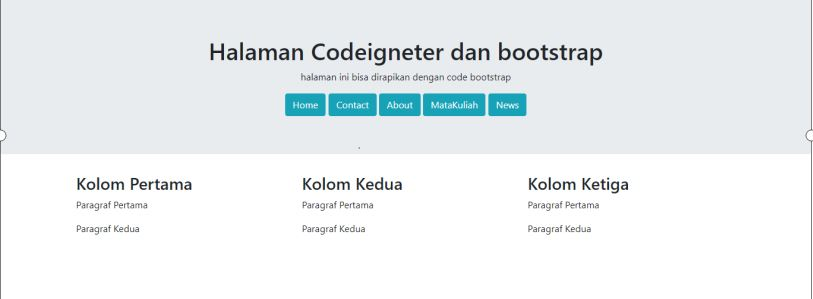 Halaman Codeigneter dan bootstrap
halaman ini bisa dirapikan dengan code bootstrap
Home Contact About MataKuliah News
Kolom Pertama Kolom Kedua Kolom Ketiga
Paragraf Pertama Paragraf Pertama Paragraf Pertama
Paragraf Kedua Paragraf Kedua Paragraf Kedua